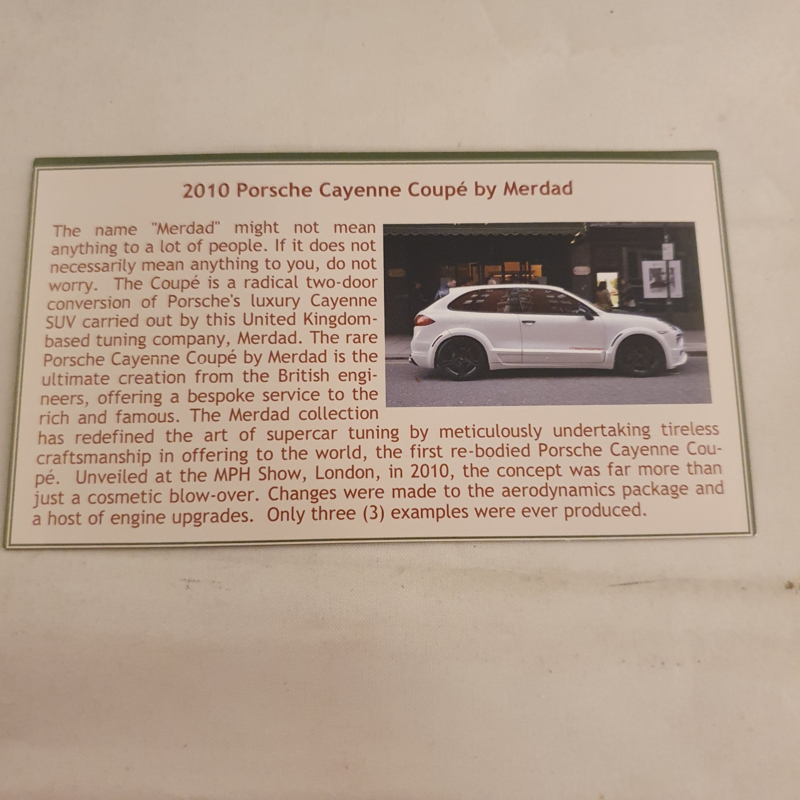 2010 Porsche Cayenne Coupé by Merdad
The name "Merdad" might not mean
anything to a lot of people. If it does not
necessarily mean anything to you, do not
worry. The Coupé is a radical two-door
conversion of Porsche's luxury Cayenne
SUV carried out by this United Kingdom-
based tuning company, Merdad. The rare
Porsche Cayenne Coupé by Merdad is the
ultimate creation from the British engi-
neers, offering a bespoke service to the
rich and famous. The Merdad collection
has redefined the art of supercar tuning by meticulously undertaking tireless
craftsmanship in offering to the world, the first re-bodied Porsche Cayenne Cou-
pé. Unveiled at the MPH Show, London, in 2010, the concept was far more than
just a cosmetic blow-over. Changes were made to the aerodynamics package and
a host of engine upgrades. Only three (3) examples were ever produced.